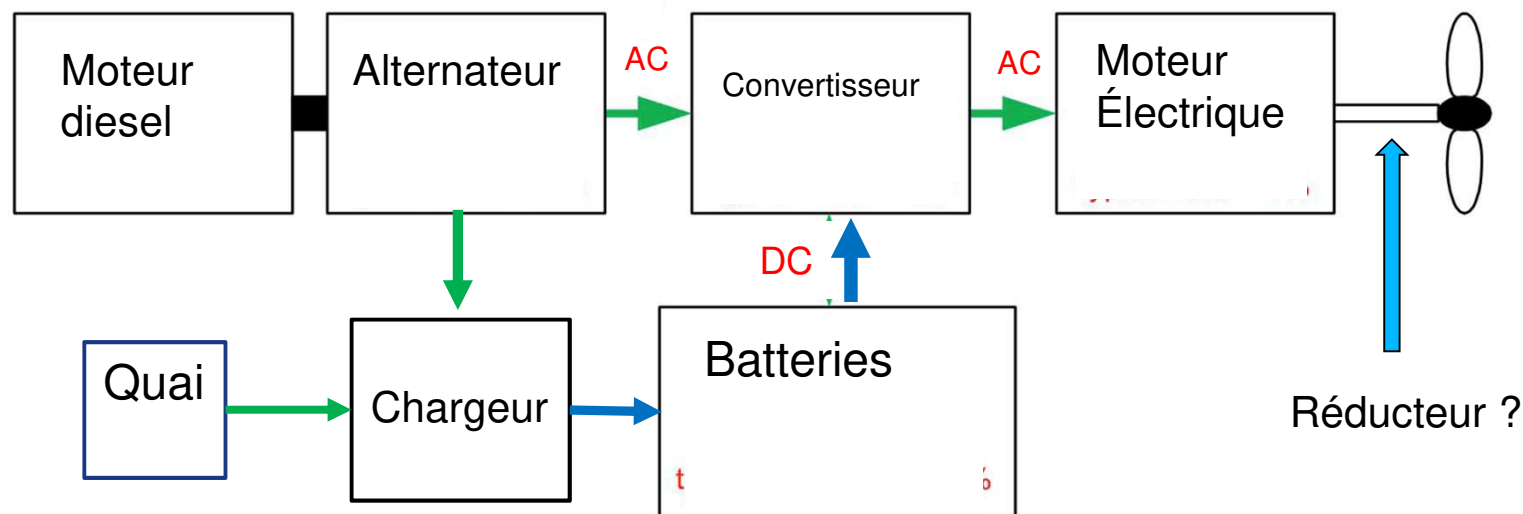 Moteur
diesel
Alternateur
AC
Convertisseur
AC
Moteur
Électrique
DC
Quai
Chargeur
Batteries
t
%
Réducteur ?